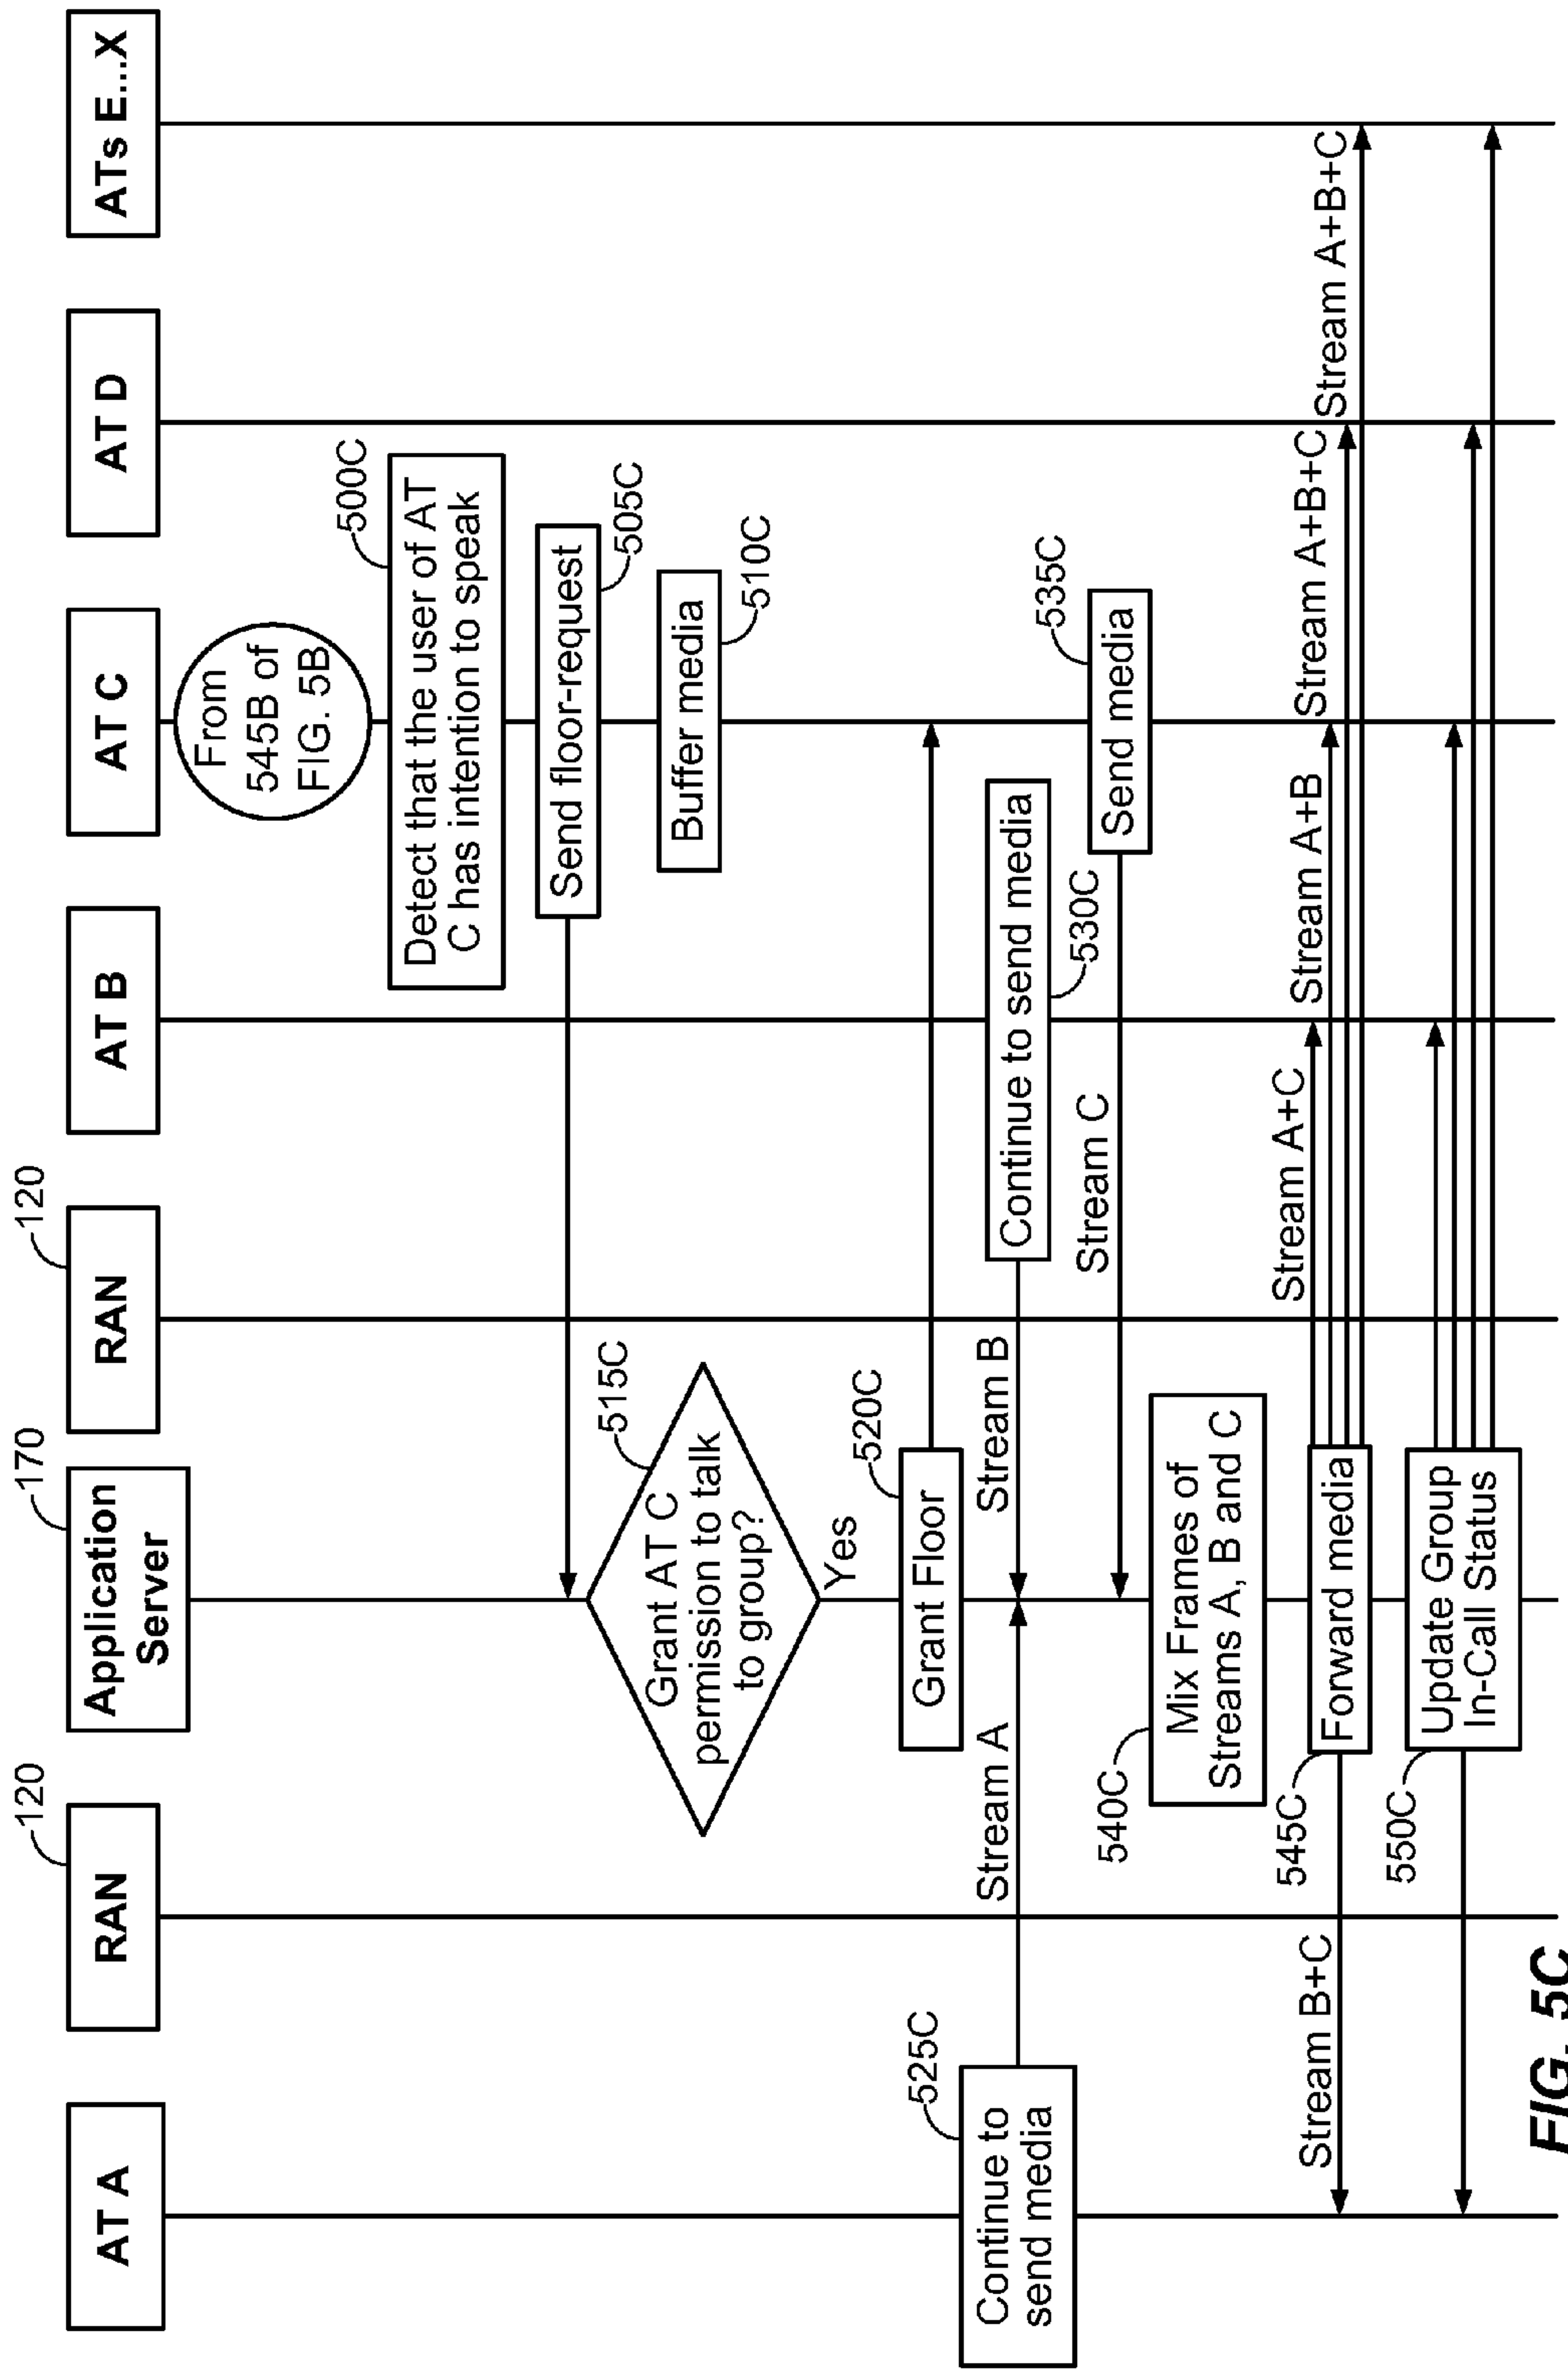 120
170
120
AT A
RAN
Application
Server
RAN
AT B
AT C
AT D
ATs E...X
From
545B of
FIG. 5B
500C
Detect that the user of AT
C has intention to speak
Send floor-request
505C
515C
Grant AT C
permission to talk
to group?
Yes
Buffer media
510C
520C
Grant Floor
525C
Continue to
send media
Stream A
Stream B
Continue to send media
530C
535C
Send media
Stream C
540C
Mix Frames of
Streams A, B and C
545C
Forward media
Stream B+C
Stream A+C
Stream A+B
Stream A+B+C
Stream A+B+C
550C
Update Group
In-Call Status
FIG. 5C